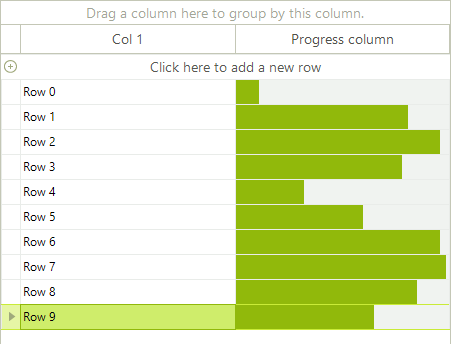 Drag a column here to group by this column.
Col 1 Progress column
Click here to add a new row
Row 0
Row 1
Row 2
Row 3
Row 4
Row 5
Row 6
Row 7
Row 8
Row 9